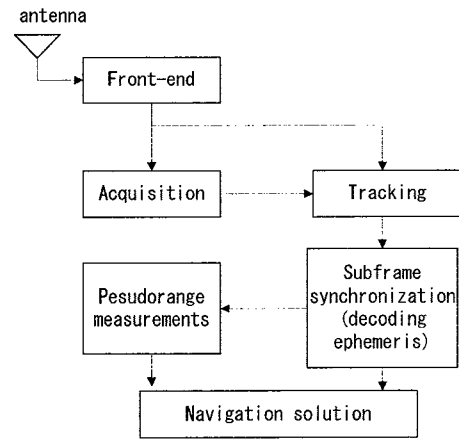 antenna
Front-end
Acquisition
Tracking
Pesudorange
measurements
Subframe
synchronization
(decoding
ephemeris)
Navigation solution